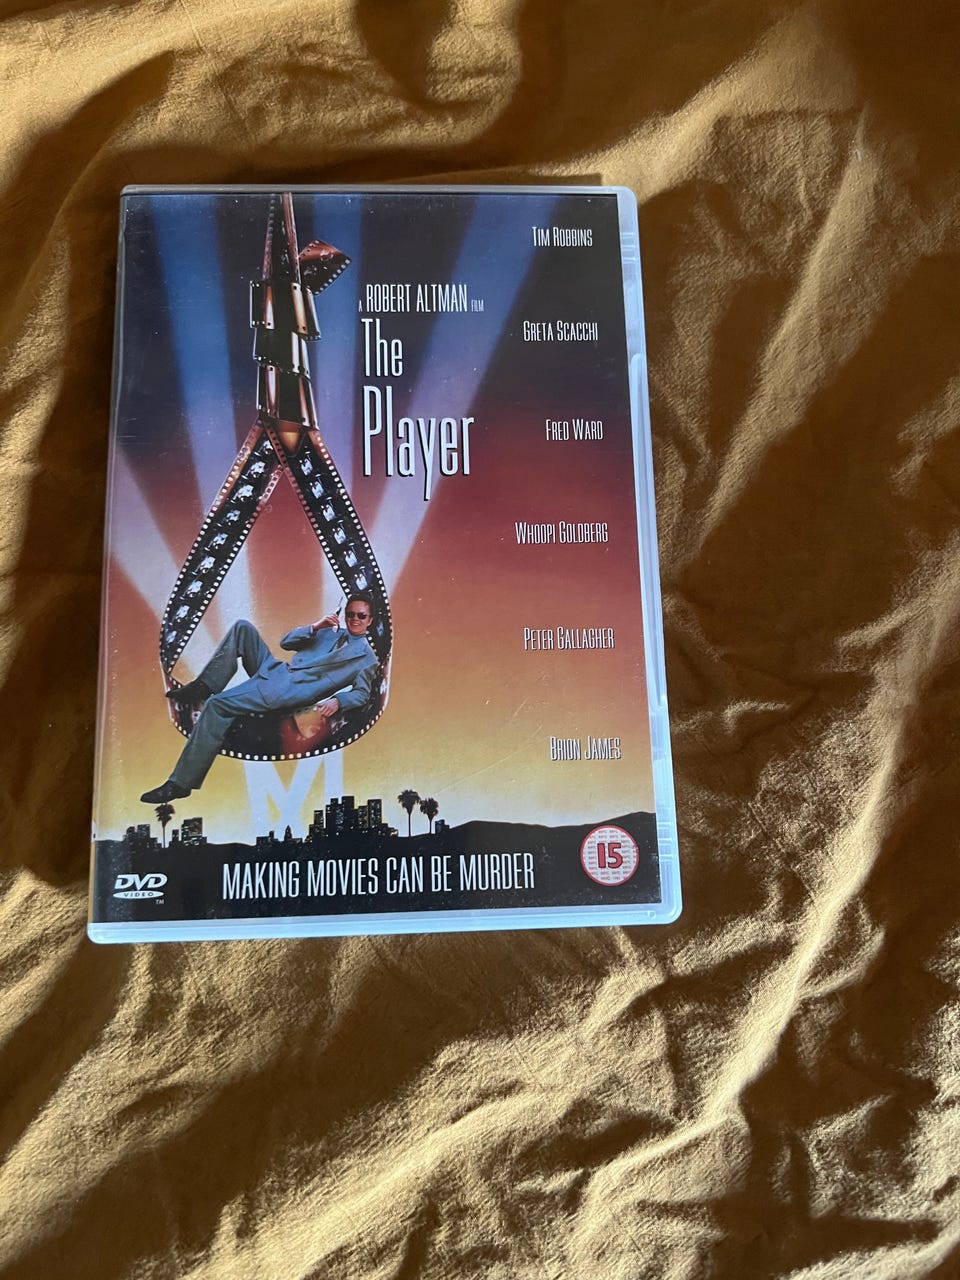 TIM ROBBINS
A ROBERT ALTMAN FILM
The
Player
GRETA SCACCHI
FRED WARD
WHOOPI GOLDBERG
PETER GALLAGHER
BRION JAMES
MAKING MOVIES CAN BE MURDER
15
DVD
VIDEO
TM